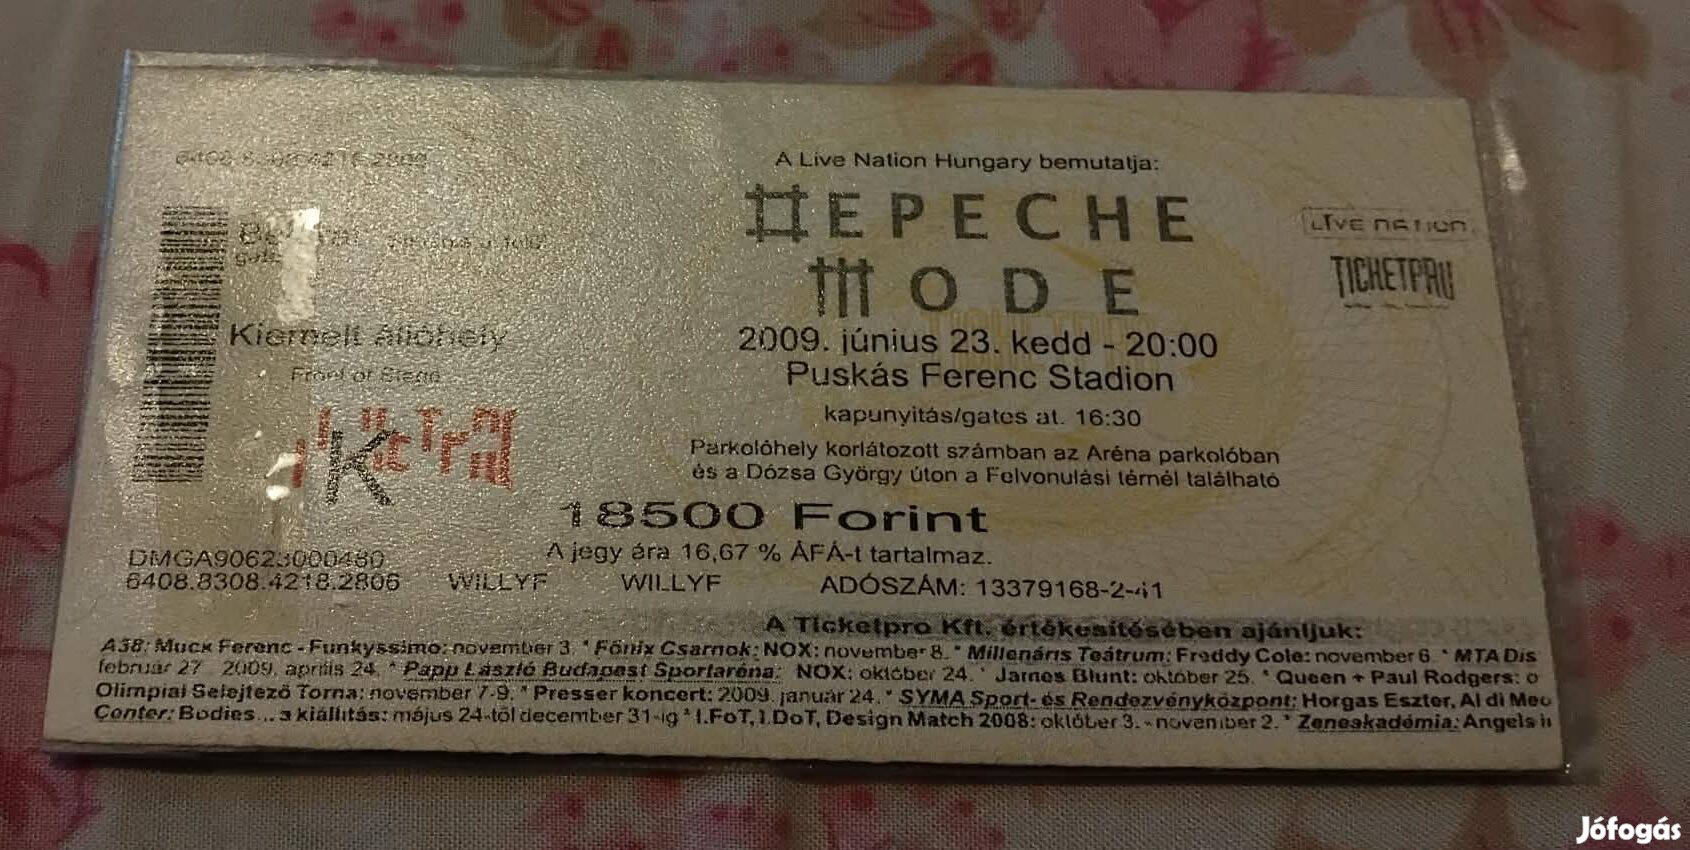 A Live Nation Hungary bemutatja:
DEPECHE
MODE
2009. június 23. kedd - 20:00
Puskás Ferenc Stadion
kapunyitás/gates at. 16:30
Parkolóhely korlátozott számban az Aréna parkolóban
és a Dózsa György úton a Felvonulási térnél található
18500 Forint
A jegy ára 16,67 % ÁFÁ-t tartalmaz.
LIVE NATION
TICKETPRO
Kiemelt Állóhely
Front of Stage
K
DMGA90623000480
6408.8308.4218.2806 WILLYF WILLYF ADÓSZÁM: 13379168-2-41
A Ticketpro Kft. értékesítésében ajánljuk:
A38: Muck Ferenc - Funkyssimo: november 3. * Főnix Csarnok: NOX: november 8. * Millenáris Teátrum: Freddy Cole: november 6. * MTA Dis
február 27. 2009. április 24. * Papp László Budapest Sportaréna: NOX: október 24. * James Blunt: október 25. * Queen + Paul Rodgers: o
Olimpiai Selejtező Torna: november 7-9. * Presser koncert: 2009. január 24. * SYMA Sport- és Rendezvényközpont: Horgas Eszter, Al di Meo
Center: Bodies... a kiállítás: május 24-től december 31-ig * I.FoT, I.DoT, Design Match 2008: október 3. - november 2. * Zeneakadémia: Angels
Jófogás